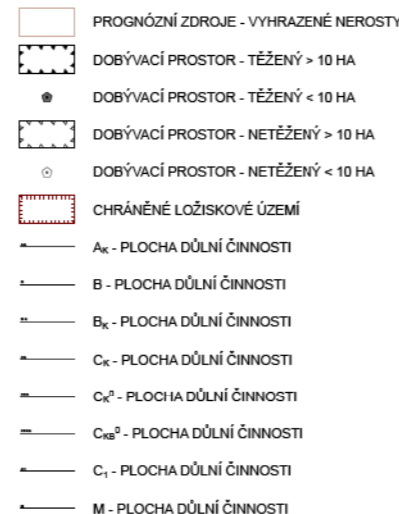 PROGNÓZNÍ ZDROJE - VYHRAZENÉ NEROSTY
DOBÝVACÍ PROSTOR - TĚŽENÝ > 10 HA
DOBÝVACÍ PROSTOR - TĚŽENÝ < 10 HA
DOBÝVACÍ PROSTOR - NETĚŽENÝ > 10 HA
DOBÝVACÍ PROSTOR - NETĚŽENÝ < 10 HA
CHRÁNĚNÉ LOŽISKOVÉ ÚZEMÍ
Aₖ - PLOCHA DŮLNÍ ČINNOSTI
B - PLOCHA DŮLNÍ ČINNOSTI
Bₖ - PLOCHA DŮLNÍ ČINNOSTI
Cₖ - PLOCHA DŮLNÍ ČINNOSTI
- PLOCHA DŮLNÍ ČINNOSTI
- PLOCHA DŮLNÍ ČINNOSTI
C₁ - PLOCHA DŮLNÍ ČINNOSTI
M - PLOCHA DŮLNÍ ČINNOSTI